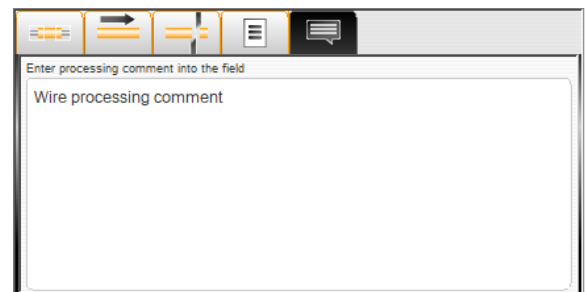 Enter processing comment into the field
Wire processing comment